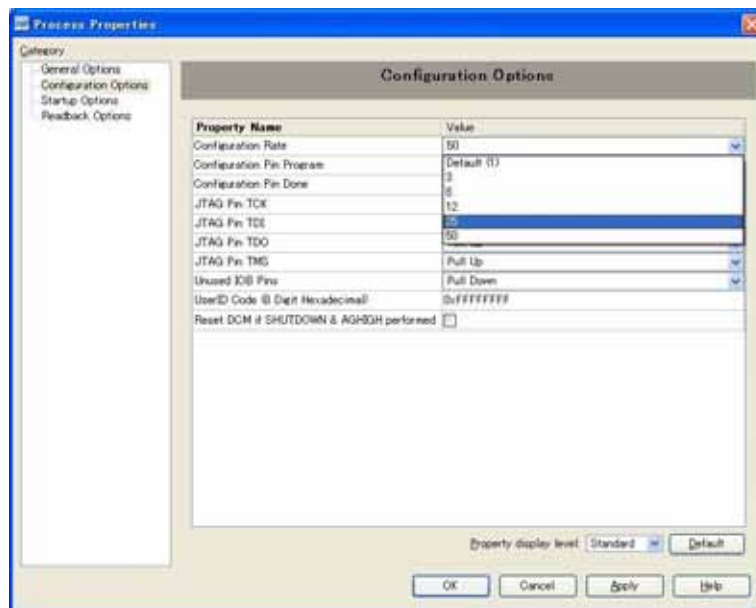 Process Properties
Category
General Options
Configuration Options
Startup Options
Readback Options
Configuration Options
Property Name Value
Configuration Rate 50
Configuration Pin Program Default (1)
3
Configuration Pin Done 6
JTAG Pin TCK 12
JTAG Pin TDI 25
JTAG Pin TDO 50
JTAG Pin TMS Pull Up
Unused IOB Pins Pull Down
UserID Code (8 Digit Hexadecimal) 0xFFFFFFFF
Reset DCM if SHUTDOWN & AGHIGH performed
Property display level: Standard Default
OK Cancel Apply Help